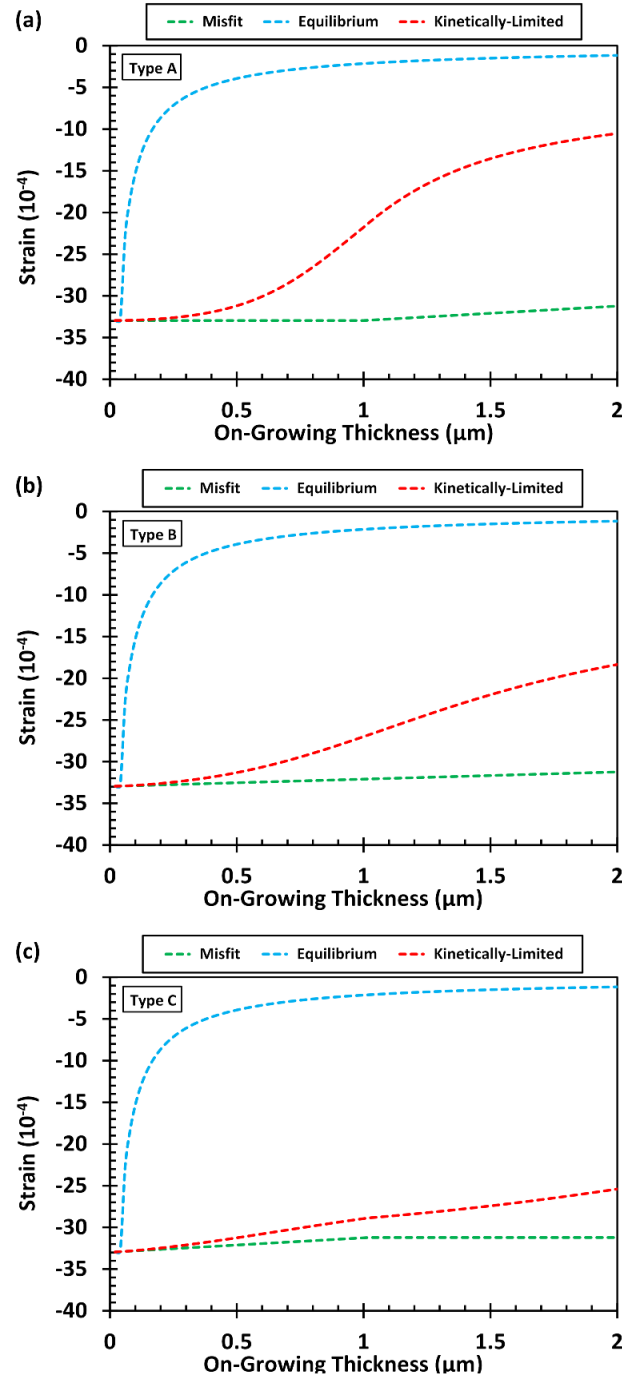 (a)
Misfit Equilibrium Kinetically-Limited
Type A
0
-5
-10
-15
-20
-25
-30
-35
-40
Strain (10⁻⁴)
0 0.5 1 1.5 2
On-Growing Thickness (µm)
(b)
Misfit Equilibrium Kinetically-Limited
Type B
0
-5
-10
-15
-20
-25
-30
-35
-40
Strain (10⁻⁴)
0 0.5 1 1.5 2
On-Growing Thickness (µm)
(c)
Misfit Equilibrium Kinetically-Limited
Type C
0
-5
-10
-15
-20
-25
-30
-35
-40
Strain (10⁻⁴)
0 0.5 1 1.5 2
On-Growing Thickness (µm)